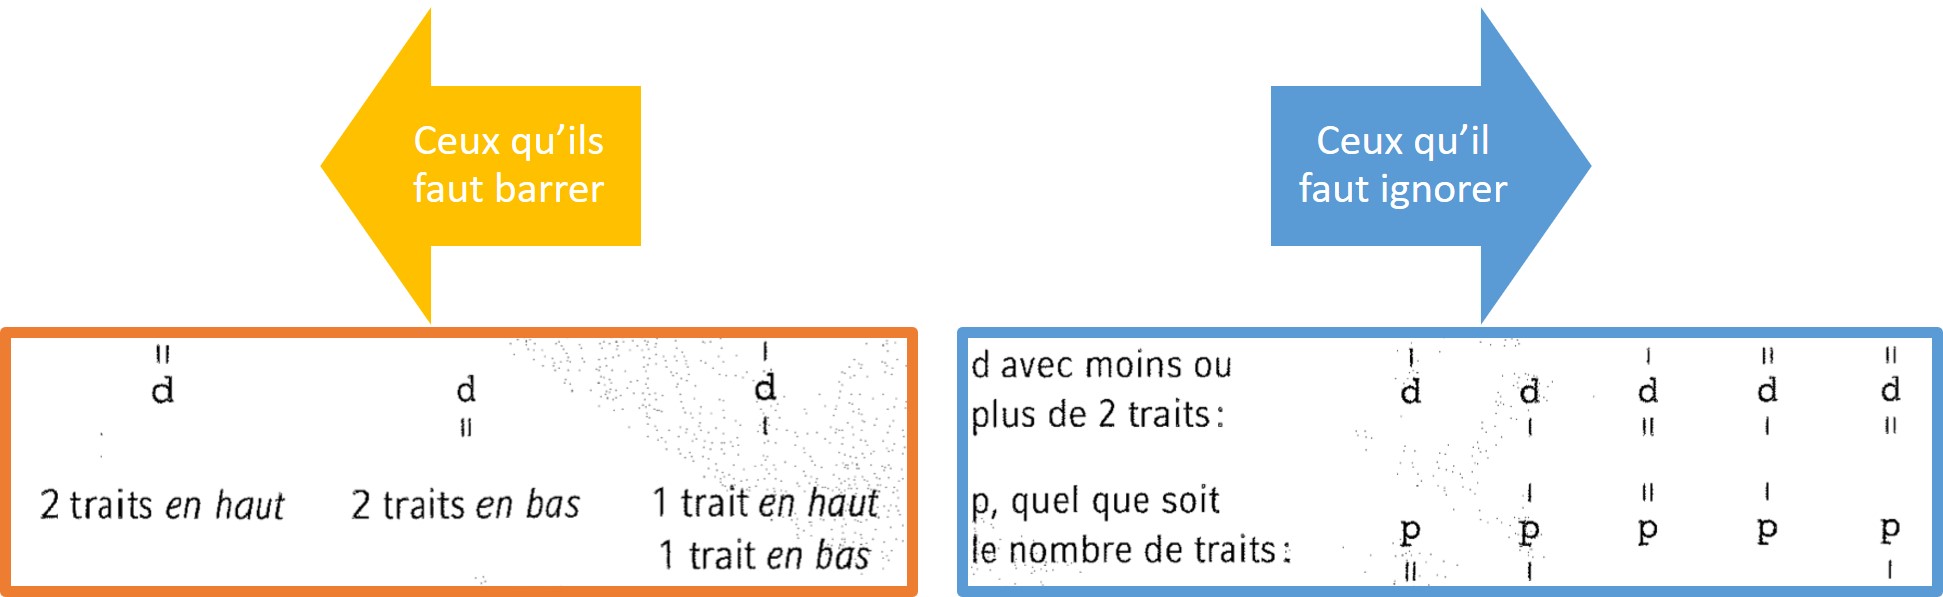 Ceux qu'ils
faut barrer
Ceux qu'il
faut ignorer
||
d
d
||
|
d
|
2 traits en haut
2 traits en bas
1 trait en haut
1 trait en bas
d avec moins ou
plus de 2 traits :
| | || ||
d d d d d
| || | ||
p, quel que soit
le nombre de traits :
| || |
p p p p p
|| | |